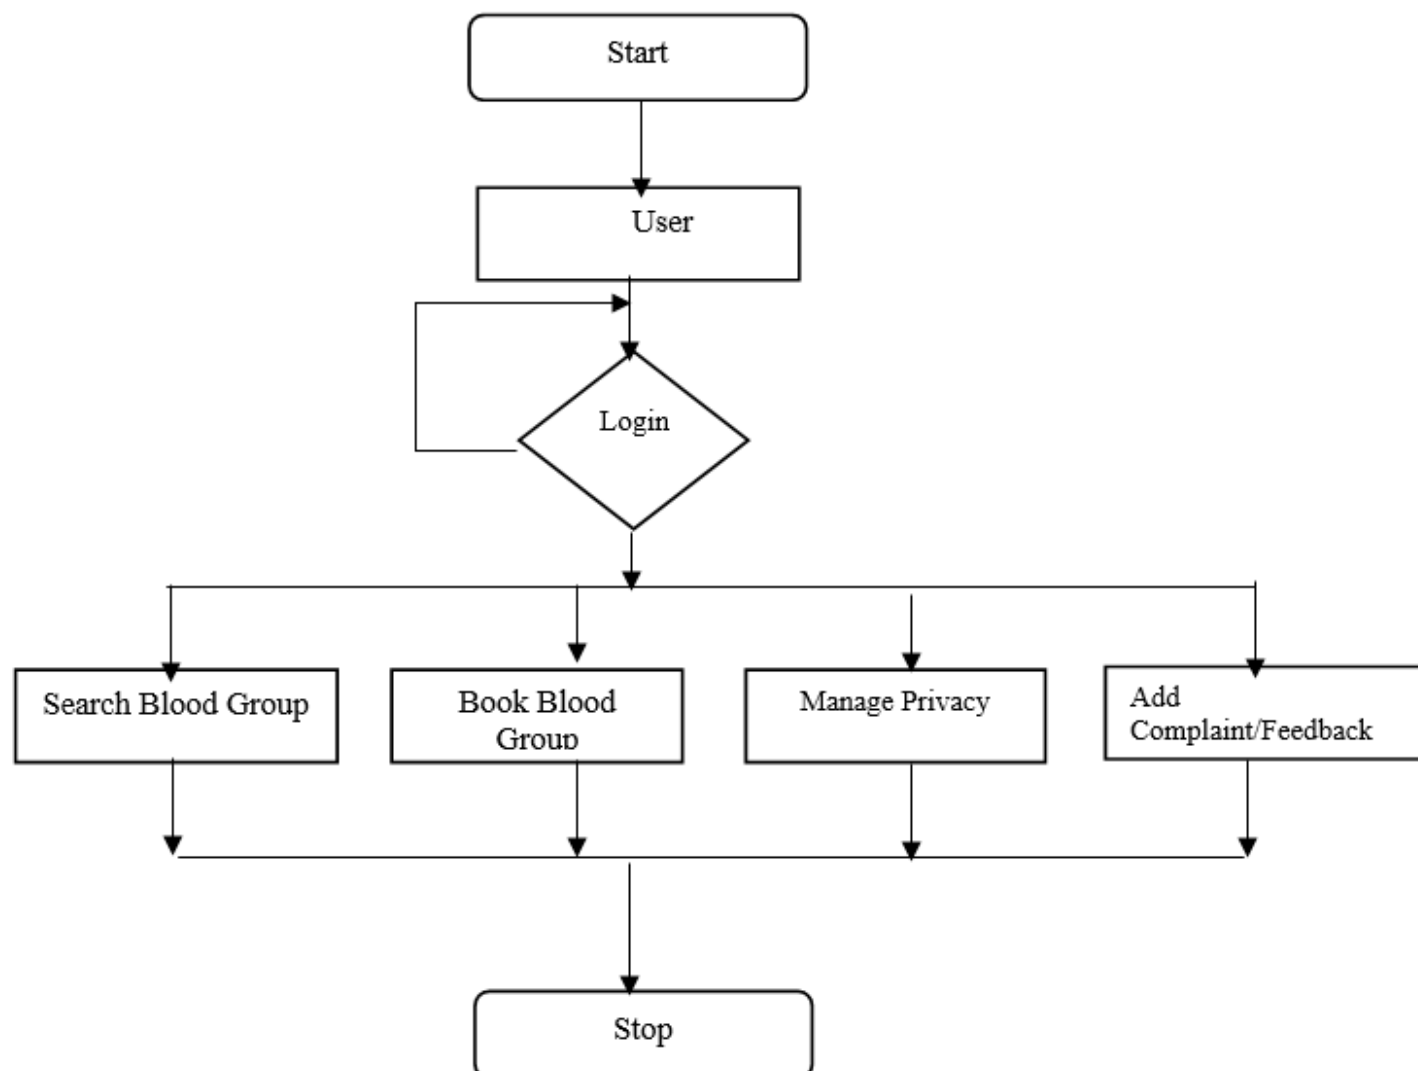 Start
User
Login
Search Blood Group
Book Blood
Group
Manage Privacy
Add
Complaint/Feedback
Stop